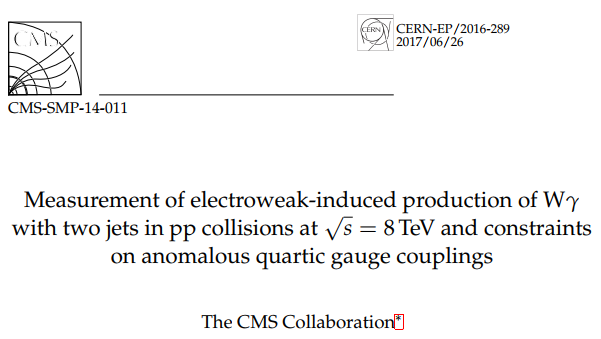 CMS
CERN
CERN-EP/2016-289
2017/06/26
CMS-SMP-14-011
Measurement of electroweak-induced production of Wγ
with two jets in pp collisions at √s = 8 TeV and constraints
on anomalous quartic gauge couplings
The CMS Collaboration*